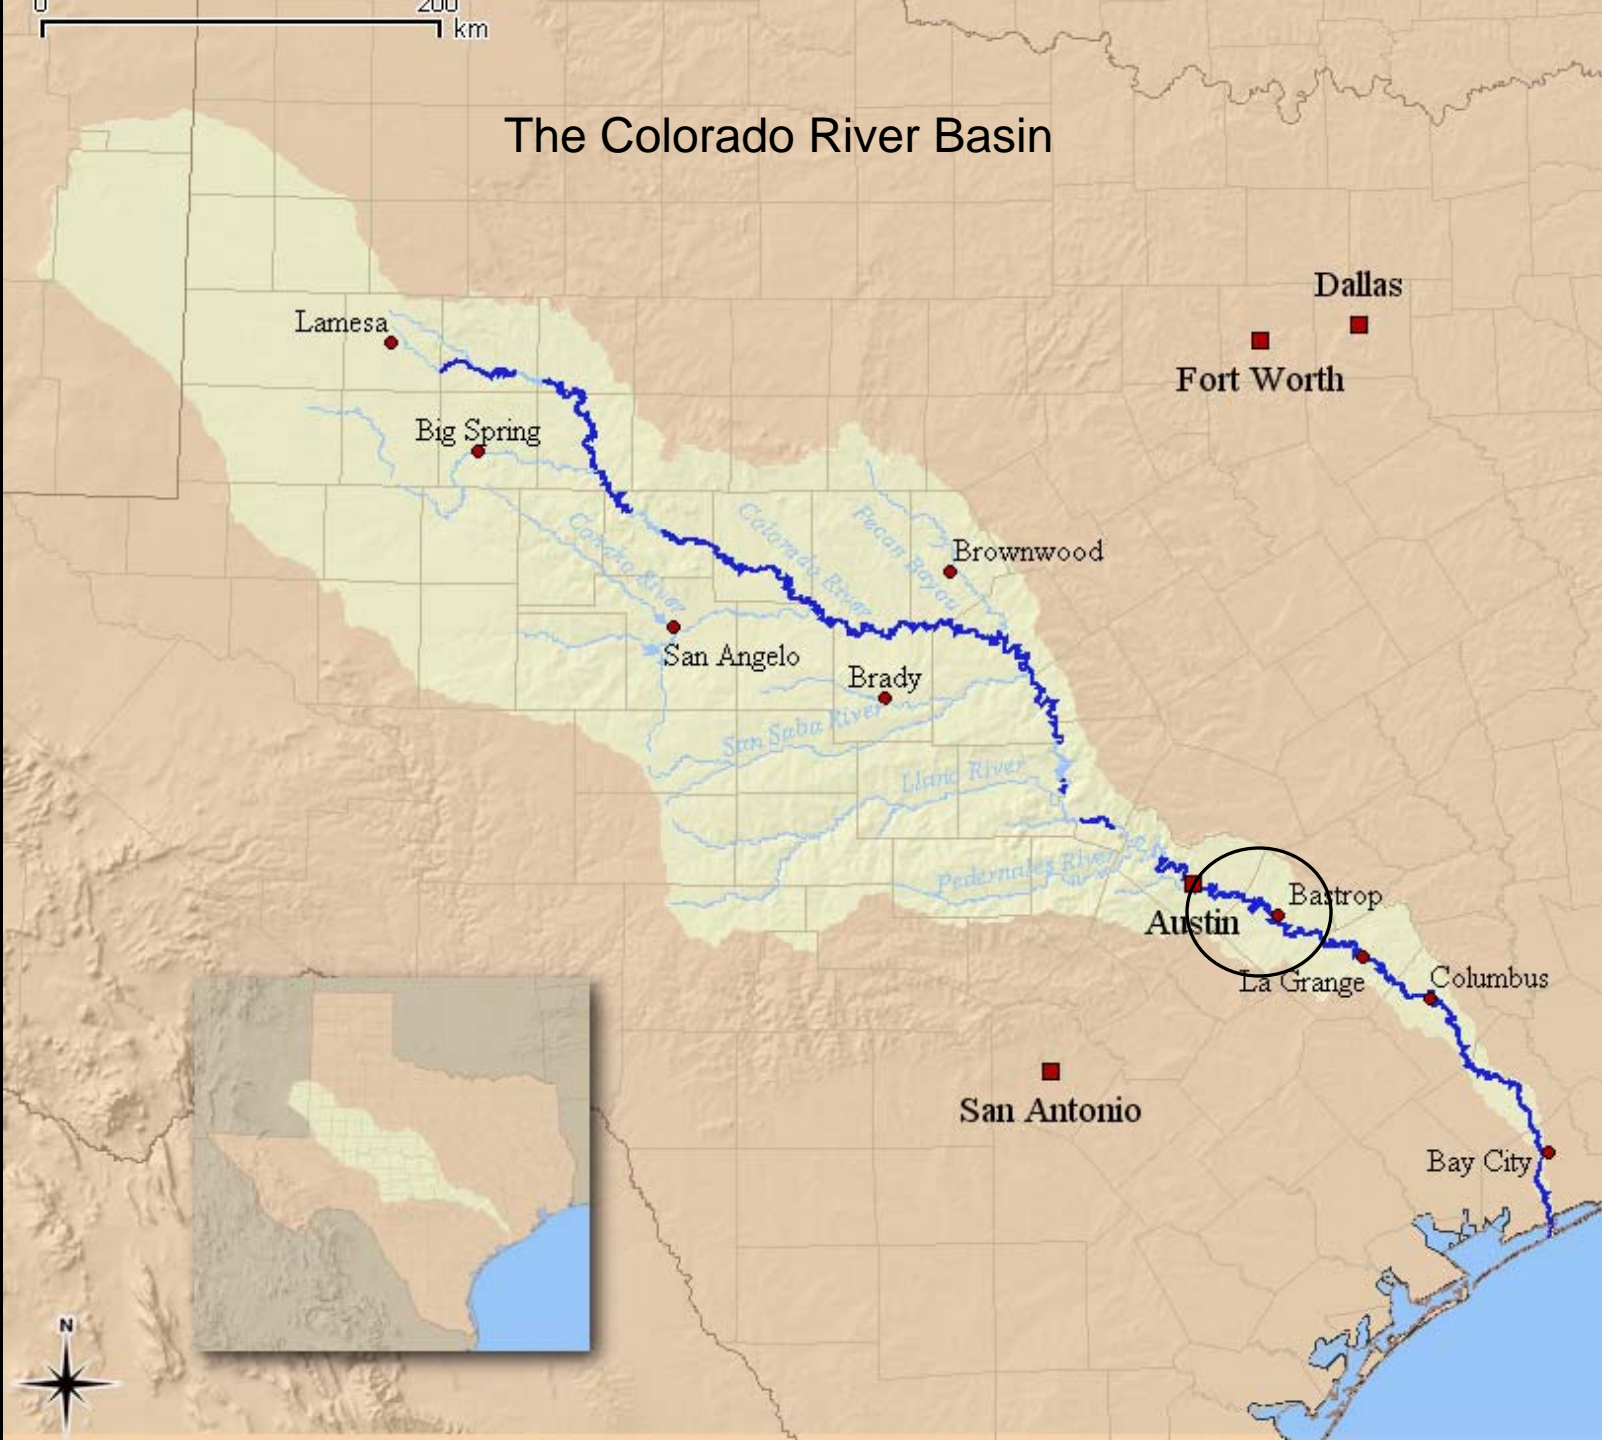 0 200
km
The Colorado River Basin
Dallas
Lamesa
Fort Worth
Big Spring
Concho River
Colorado River
Pecan Bayou
Brownwood
San Angelo
Brady
San Saba River
Llano River
Pedernales River
Bastrop
Austin
La Grange
Columbus
San Antonio
Bay City
N